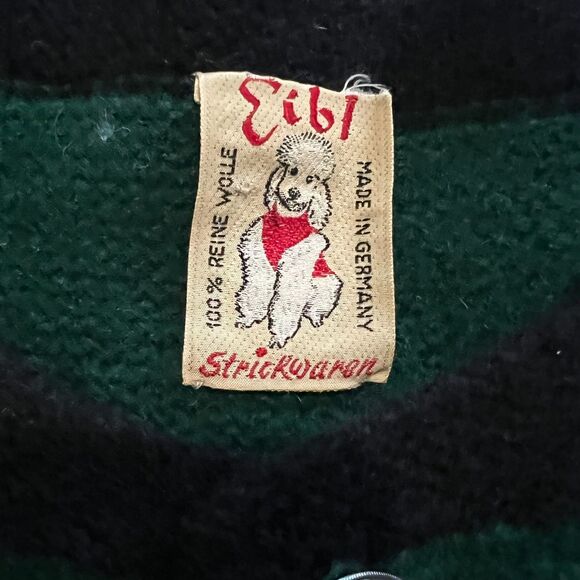 Eibl
100% REINE WOLLE
MADE IN GERMANY
Strickwaren